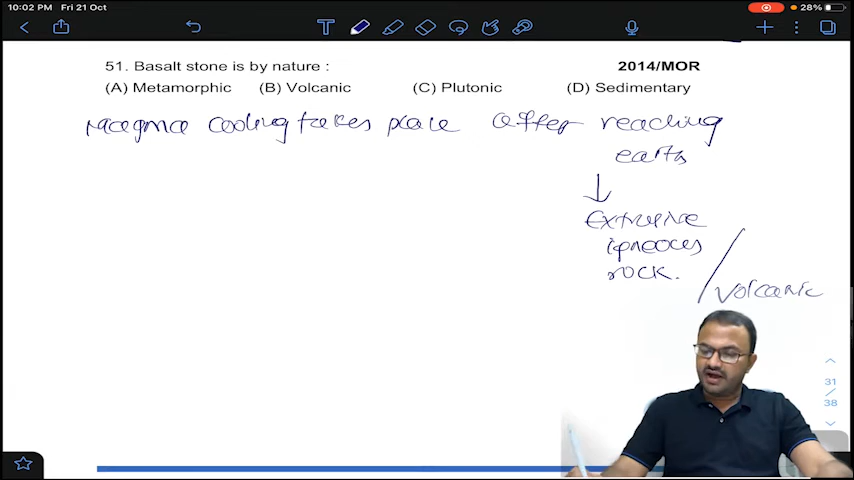 10:02 PM Fri 21 Oct
28%
51. Basalt stone is by nature :
2014/MOR
(A) Metamorphic (B) Volcanic (C) Plutonic (D) Sedimentary
magma cooling takes place after reaching
earth
Extrusive
igneous
rock.
/ volcanic
31
/
38